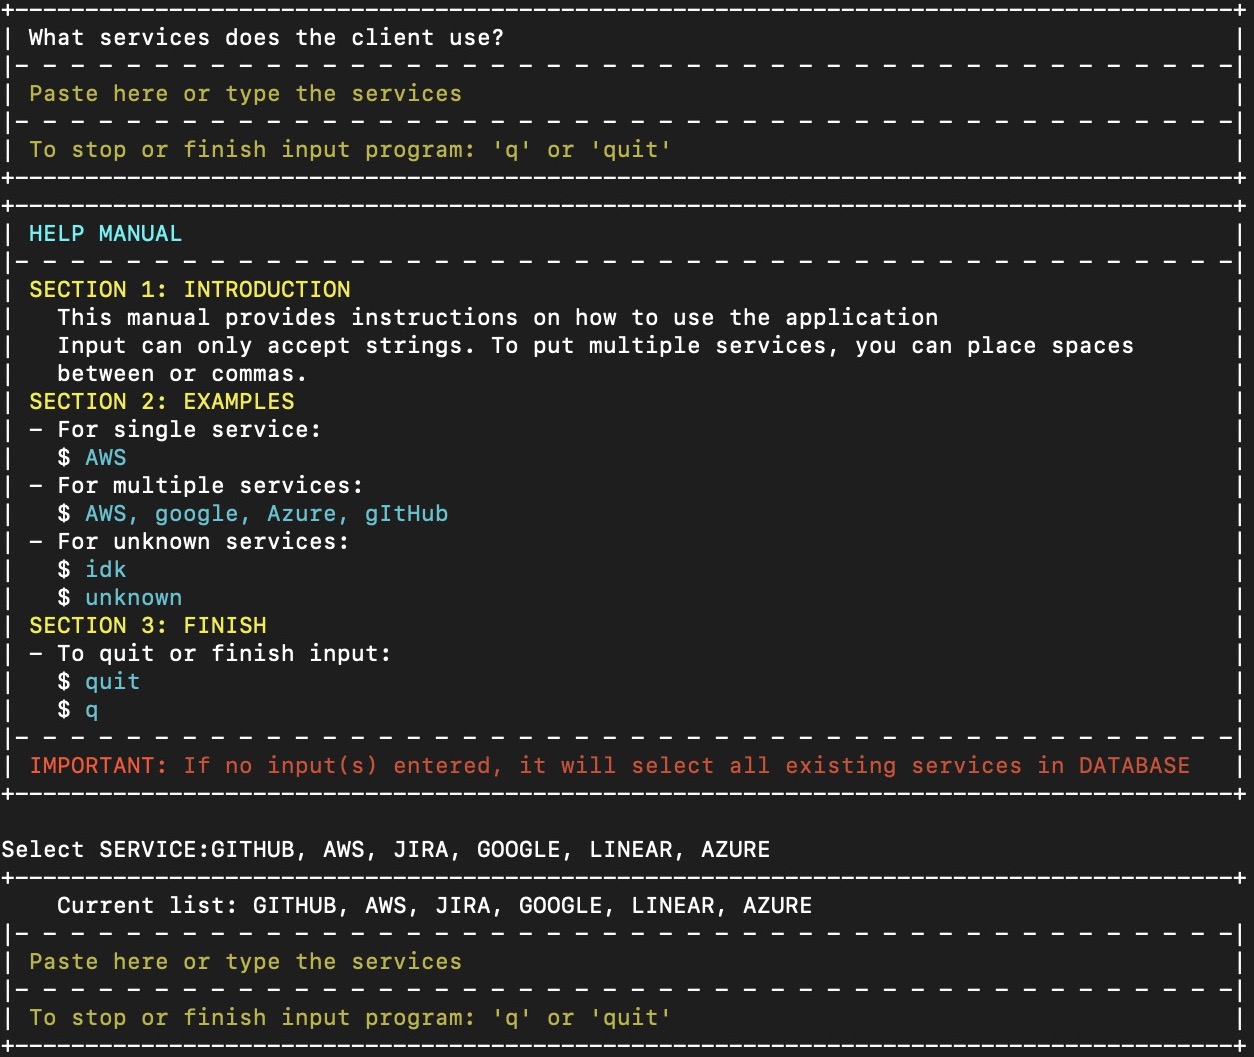 What services does the client use?
Paste here or type the services
To stop or finish input program: 'q' or 'quit'
HELP MANUAL
SECTION 1: INTRODUCTION
This manual provides instructions on how to use the application
Input can only accept strings. To put multiple services, you can place spaces
between or commas.
SECTION 2: EXAMPLES
- For single service:
$ AWS
- For multiple services:
$ AWS, google, Azure, gItHub
- For unknown services:
$ idk
$ unknown
SECTION 3: FINISH
- To quit or finish input:
$ quit
$ q
IMPORTANT: If no input(s) entered, it will select all existing services in DATABASE
Select SERVICE:GITHUB, AWS, JIRA, GOOGLE, LINEAR, AZURE
Current list: GITHUB, AWS, JIRA, GOOGLE, LINEAR, AZURE
Paste here or type the services
To stop or finish input program: 'q' or 'quit'